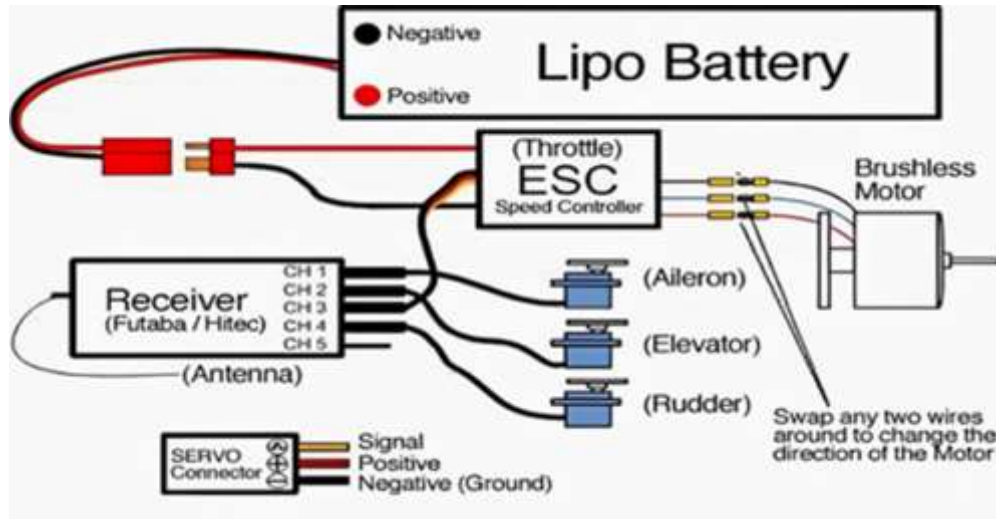 Negative
Positive
Lipo Battery
(Throttle)
ESC
Speed Controller
Brushless
Motor
Receiver
(Futaba / Hitec)
CH 1
CH 2
CH 3
CH 4
CH 5
(Antenna)
(Aileron)
(Elevator)
(Rudder)
Swap any two wires
around to change the
direction of the Motor
SERVO
Connector
Signal
Positive
Negative (Ground)